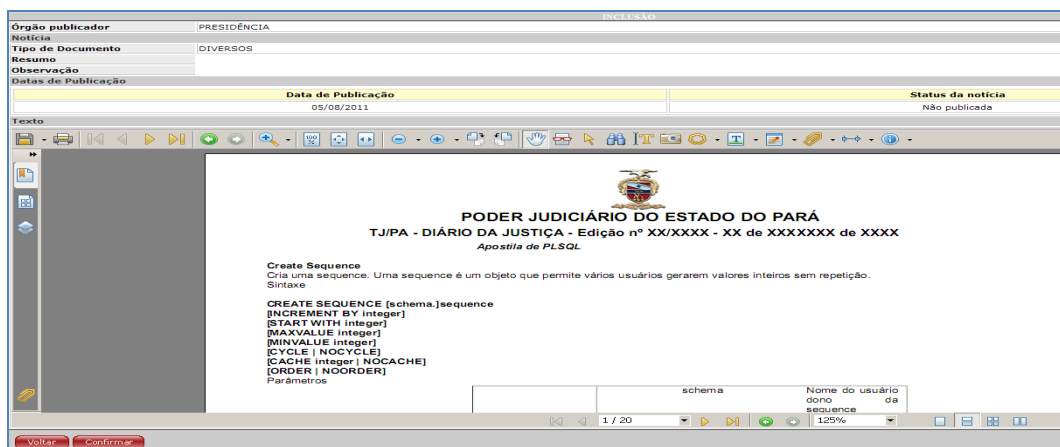 INCLUSÃO
Órgão publicador PRESIDÊNCIA
Notícia
Tipo de Documento DIVERSOS
Resumo
Observação
Datas de Publicação
Data de Publicação Status da notícia
05/08/2011 Não publicada
Texto
PODER JUDICIÁRIO DO ESTADO DO PARÁ
TJ/PA - DIÁRIO DA JUSTIÇA - Edição nº XX/XXXX - XX de XXXXXXX de XXXX
Apostila de PLSQL
Create Sequence
Cria uma sequence. Uma sequence é um objeto que permite vários usuários gerarem valores inteiros sem repetição.
Sintaxe
CREATE SEQUENCE [schema.]sequence
[INCREMENT BY integer]
[START WITH integer]
[MAXVALUE integer]
[MINVALUE integer]
[CYCLE | NOCYCLE]
[CACHE integer | NOCACHE]
[ORDER | NOORDER]
Parâmetros
schema Nome do usuário
dono da
sequence
1 / 20 125%
Voltar Confirmar